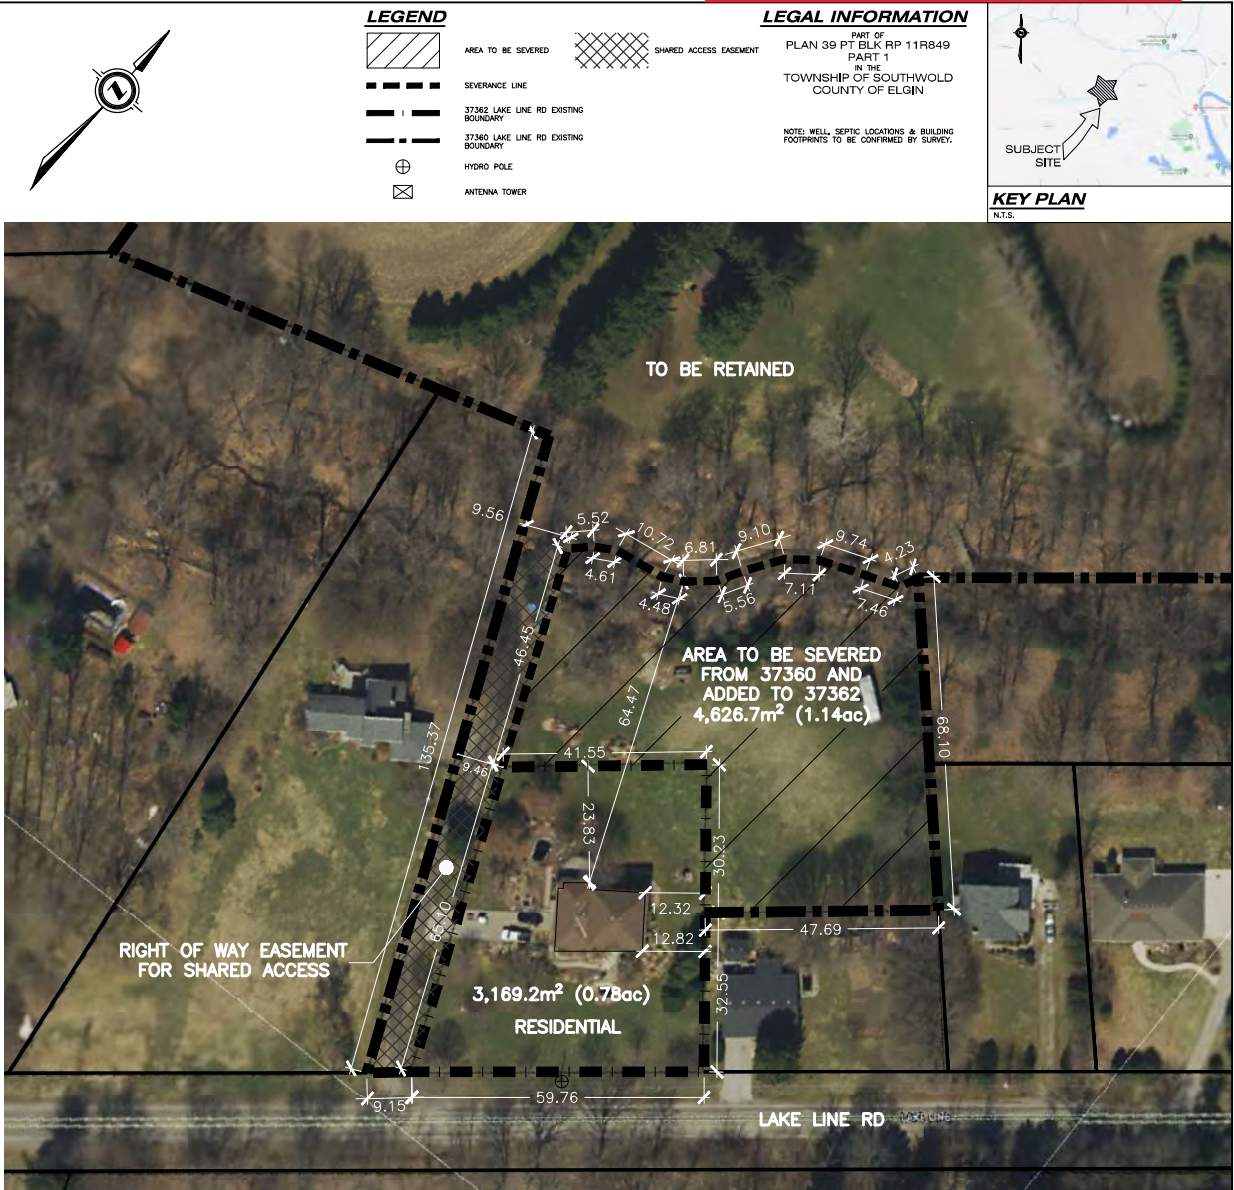 LEGEND
AREA TO BE SEVERED
SHARED ACCESS EASEMENT
SEVERANCE LINE
37362 LAKE LINE RD EXISTING
BOUNDARY
37360 LAKE LINE RD EXISTING
BOUNDARY
HYDRO POLE
ANTENNA TOWER
LEGAL INFORMATION
PART OF
PLAN 39 PT BLK RP 11R849
PART 1
IN THE
TOWNSHIP OF SOUTHWOLD
COUNTY OF ELGIN
NOTE: WELL, SEPTIC LOCATIONS & BUILDING
FOOTPRINTS TO BE CONFIRMED BY SURVEY.
SUBJECT
SITE
KEY PLAN
N.T.S.
Z
TO BE RETAINED
9.56
5.52
10.72
6.81
9.10
9.74
4.23
4.61
4.48
5.56
7.11
7.46
46.45
64.47
AREA TO BE SEVERED
FROM 37360 AND
ADDED TO 37362
4,626.7m² (1.14ac)
68.10
135.37
41.55
9.46
23.83
30.23
12.32
12.82
47.69
65.10
RIGHT OF WAY EASEMENT
FOR SHARED ACCESS
3,169.2m² (0.78ac)
RESIDENTIAL
32.55
9.15
59.76
LAKE LINE RD